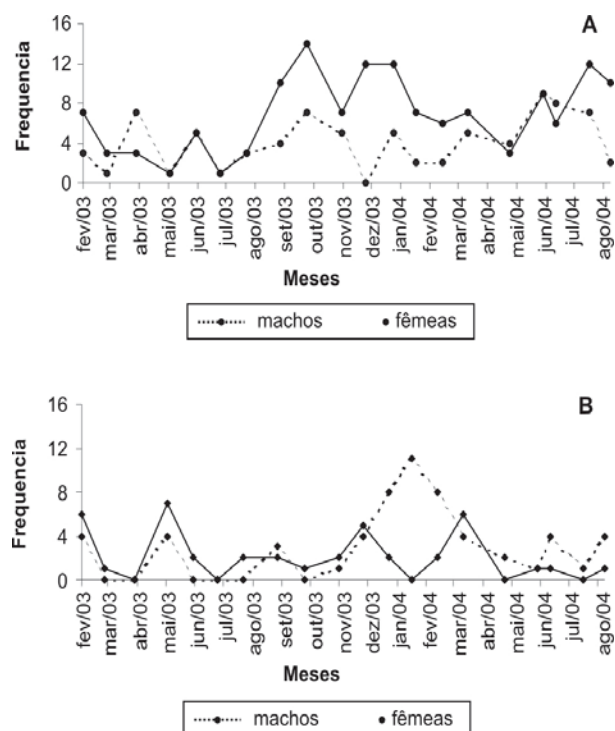 A
Frequencia
16
12
8
4
0
fev/03 mar/03 abr/03 mai/03 jun/03 jul/03 ago/03 set/03 out/03 nov/03 dez/03 jan/04 fev/04 mar/04 abr/04 mai/04 jun/04 jul/04 ago/04
Meses
machos fêmeas
B
Frequencia
16
12
8
4
0
fev/03 mar/03 abr/03 mai/03 jun/03 jul/03 ago/03 set/03 out/03 nov/03 dez/03 jan/04 fev/04 mar/04 abr/04 mai/04 jun/04 jul/04 ago/04
Meses
machos fêmeas